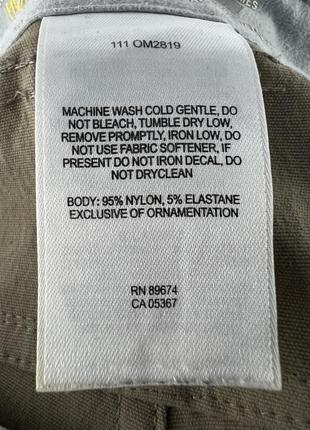 111 OM2819
MACHINE WASH COLD GENTLE, DO
NOT BLEACH, TUMBLE DRY LOW,
REMOVE PROMPTLY, IRON LOW, DO
NOT USE FABRIC SOFTENER, IF
PRESENT DO NOT IRON DECAL, DO
NOT DRYCLEAN
BODY: 95% NYLON, 5% ELASTANE
EXCLUSIVE OF ORNAMENTATION
RN 89674
CA 05367